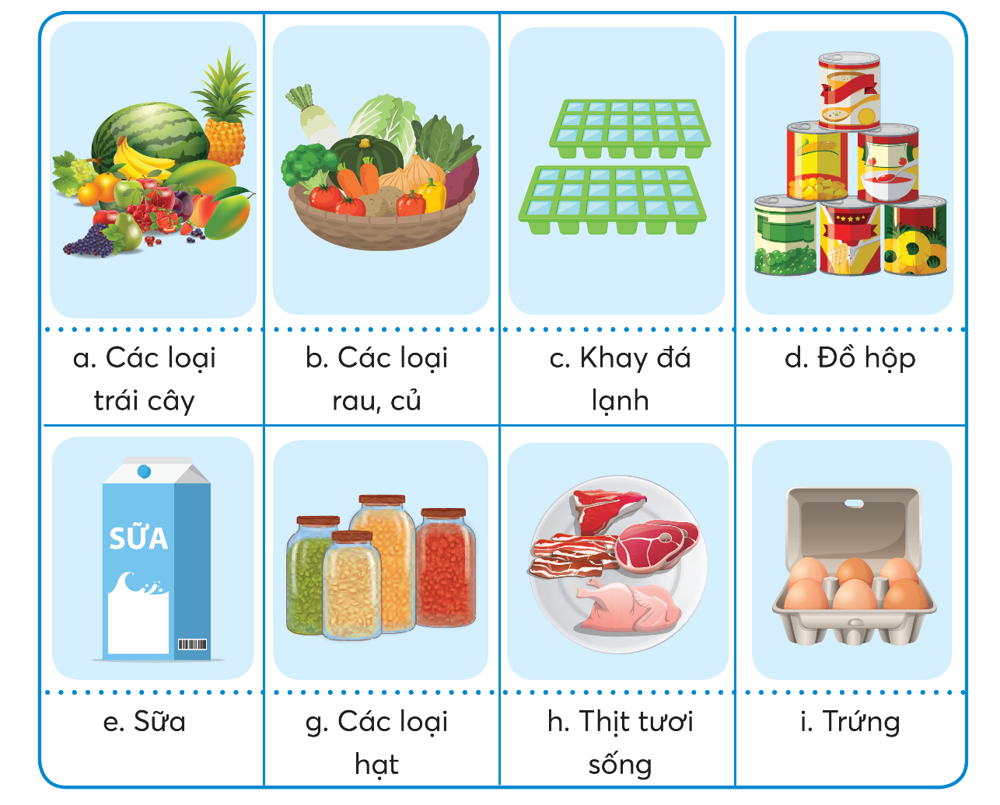 a. Các loại
trái cây
b. Các loại
rau, củ
c. Khay đá
lạnh
d. Đồ hộp
SỮA
e. Sữa
g. Các loại
hạt
h. Thịt tươi
sống
i. Trứng